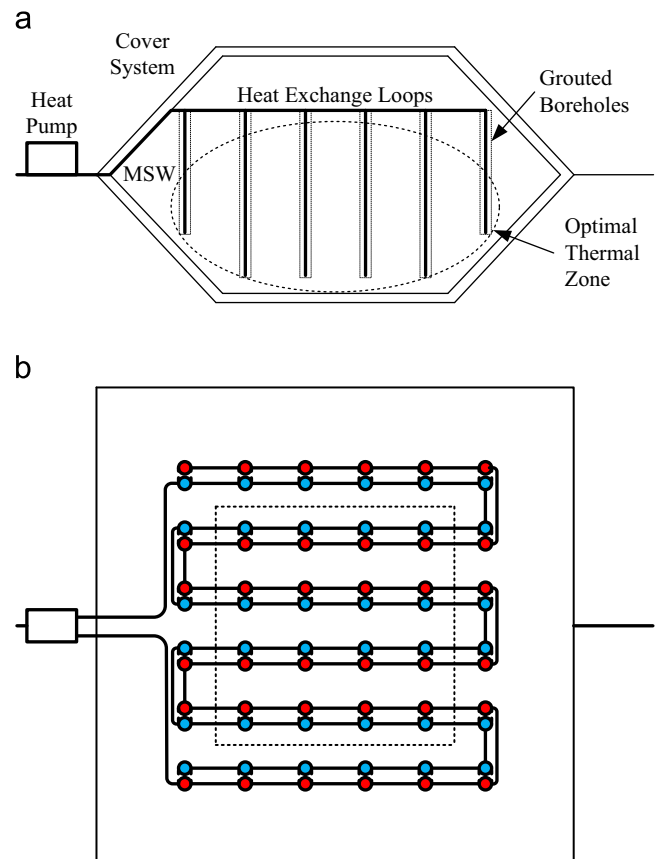 a
Cover
System
Heat
Pump
Heat Exchange Loops
Grouted
Boreholes
MSW
Optimal
Thermal
Zone
b